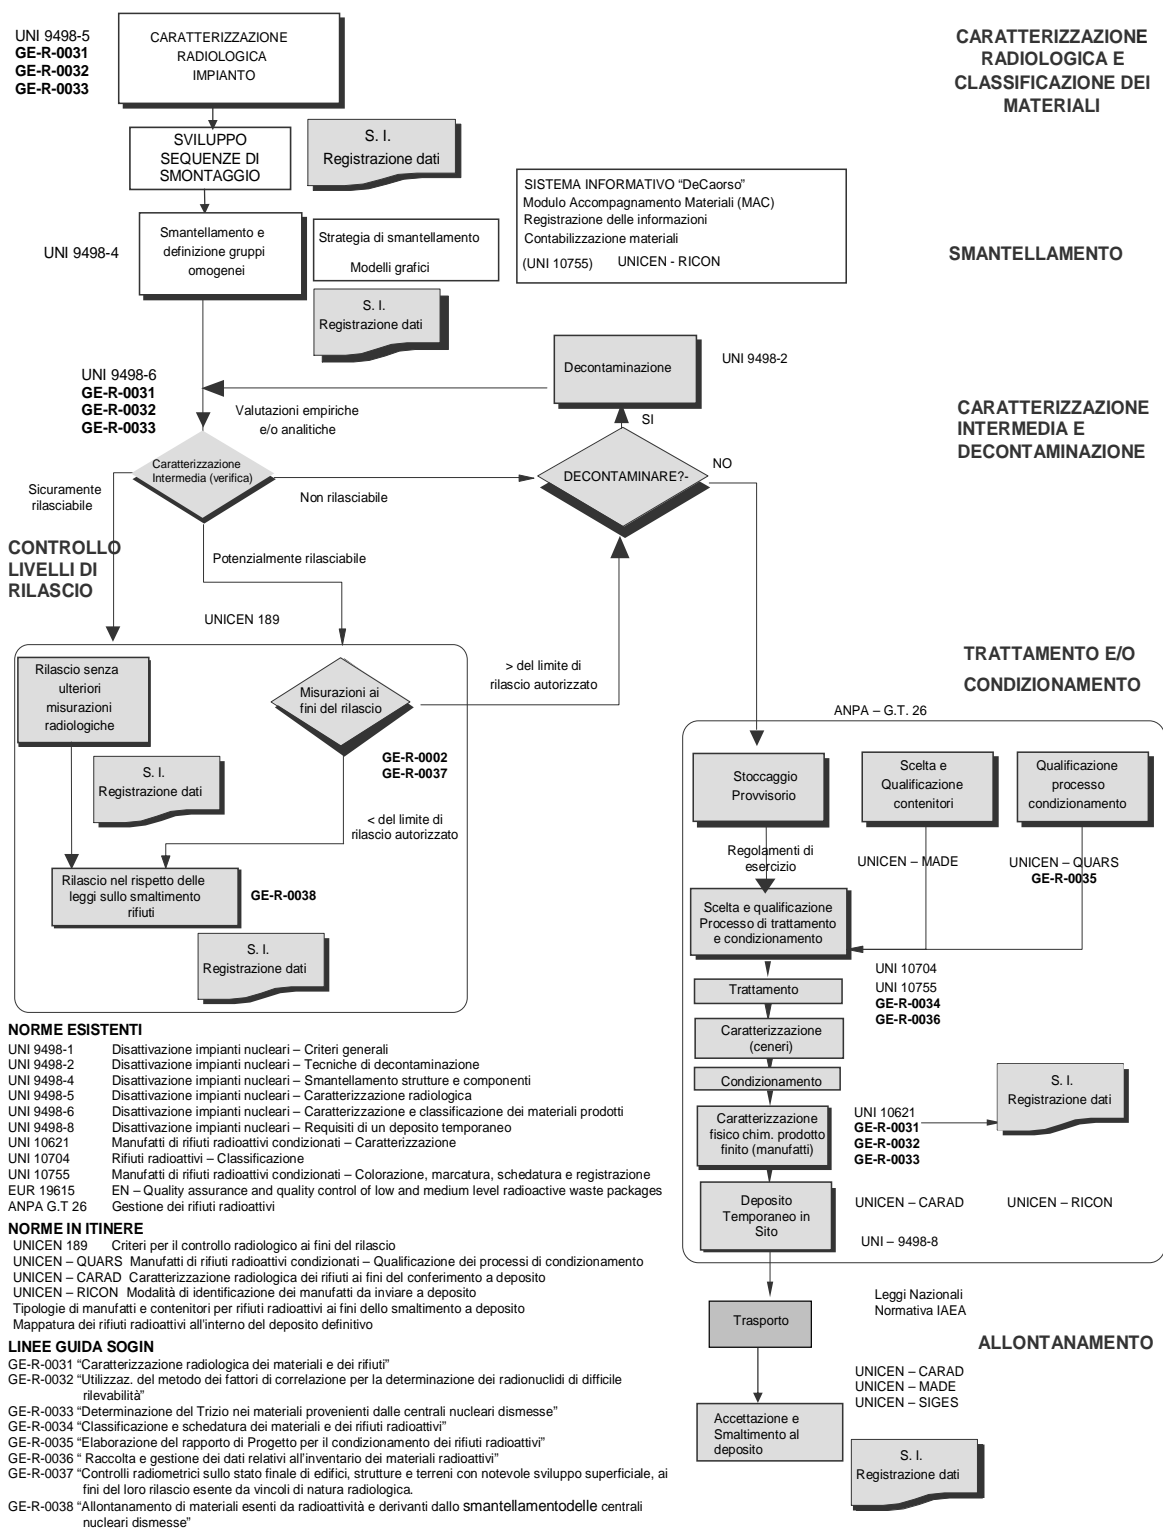 UNI 9498-5
GE-R-0031
GE-R-0032
GE-R-0033
CARATTERIZZAZIONE
RADIOLOGICA
IMPIANTO
CARATTERIZZAZIONE
RADIOLOGICA E
CLASSIFICAZIONE DEI
MATERIALI
SVILUPPO
SEQUENZE DI
SMONTAGGIO
S. I.
Registrazione dati
SISTEMA INFORMATIVO “DeCaorso”
Modulo Accompagnamento Materiali (MAC)
Registrazione delle informazioni
Contabilizzazione materiali
(UNI 10755) UNICEN - RICON
UNI 9498-4
Smantellamento e
definizione gruppi
omogenei
Strategia di smantellamento
Modelli grafici
SMANTELLAMENTO
S. I.
Registrazione dati
Decontaminazione
UNI 9498-2
UNI 9498-6
GE-R-0031
GE-R-0032
GE-R-0033
Valutazioni empiriche
e/o analitiche
SI
CARATTERIZZAZIONE
INTERMEDIA E
DECONTAMINAZIONE
Caratterizzazione
Intermedia (verifica)
DECONTAMINARE?-
NO
Sicuramente
rilasciabile
Non rilasciabile
CONTROLLO
LIVELLI DI
RILASCIO
Potenzialmente rilasciabile
UNICEN 189
Rilascio senza
ulteriori
misurazioni
radiologiche
Misurazioni ai
fini del rilascio
> del limite di
rilascio autorizzato
TRATTAMENTO E/O
CONDIZIONAMENTO
ANPA – G.T. 26
GE-R-0002
GE-R-0037
S. I.
Registrazione dati
< del limite di
rilascio autorizzato
Stoccaggio
Provvisorio
Scelta e
Qualificazione
contenitori
Qualificazione
processo
condizionamento
Regolamenti di
esercizio
UNICEN – MADE
UNICEN – QUARS
GE-R-0035
Rilascio nel rispetto delle
leggi sullo smaltimento
rifiuti
GE-R-0038
Scelta e qualificazione
Processo di trattamento
e condizionamento
S. I.
Registrazione dati
UNI 10704
UNI 10755
GE-R-0034
GE-R-0036
Trattamento
Caratterizzazione
(ceneri)
Condizionamento
Caratterizzazione
fisico chim. prodotto
finito (manufatti)
UNI 10621
GE-R-0031
GE-R-0032
GE-R-0033
S. I.
Registrazione dati
Deposito
Temporaneo in
Sito
UNICEN – CARAD
UNICEN – RICON
UNI – 9498-8
NORME ESISTENTI
UNI 9498-1 Disattivazione impianti nucleari – Criteri generali
UNI 9498-2 Disattivazione impianti nucleari – Tecniche di decontaminazione
UNI 9498-4 Disattivazione impianti nucleari – Smantellamento strutture e componenti
UNI 9498-5 Disattivazione impianti nucleari – Caratterizzazione radiologica
UNI 9498-6 Disattivazione impianti nucleari – Caratterizzazione e classificazione dei materiali prodotti
UNI 9498-8 Disattivazione impianti nucleari – Requisiti di un deposito temporaneo
UNI 10621 Manufatti di rifiuti radioattivi condizionati – Caratterizzazione
UNI 10704 Rifiuti radioattivi – Classificazione
UNI 10755 Manufatti di rifiuti radioattivi condizionati – Colorazione, marcatura, schedatura e registrazione
EUR 19615 EN – Quality assurance and quality control of low and medium level radioactive waste packages
ANPA G.T 26 Gestione dei rifiuti radioattivi
NORME IN ITINERE
UNICEN 189 Criteri per il controllo radiologico ai fini del rilascio
UNICEN – QUARS Manufatti di rifiuti radioattivi condizionati – Qualificazione dei processi di condizionamento
UNICEN – CARAD Caratterizzazione radiologica dei rifiuti ai fini del conferimento a deposito
UNICEN – RICON Modalità di identificazione dei manufatti da inviare a deposito
Tipologie di manufatti e contenitori per rifiuti radioattivi ai fini dello smaltimento a deposito
Mappatura dei rifiuti radioattivi all’interno del deposito definitivo
LINEE GUIDA SOGIN
GE-R-0031 “Caratterizzazione radiologica dei materiali e dei rifiuti”
GE-R-0032 “Utilizzaz. del metodo dei fattori di correlazione per la determinazione dei radionuclidi di difficile
rilevabilità”
GE-R-0033 “Determinazione del Trizio nei materiali provenienti dalle centrali nucleari dismesse”
GE-R-0034 “Classificazione e schedatura dei materiali e dei rifiuti radioattivi”
GE-R-0035 “Elaborazione del rapporto di Progetto per il condizionamento dei rifiuti radioattivi”
GE-R-0036 “ Raccolta e gestione dei dati relativi all’inventario dei materiali radioattivi”
GE-R-0037 “Controlli radiometrici sullo stato finale di edifici, strutture e terreni con notevole sviluppo superficiale, ai
fini del loro rilascio esente da vincoli di natura radiologica.
GE-R-0038 “Allontanamento di materiali esenti da radioattività e derivanti dallo smantellamentodelle centrali
nucleari dismesse”
Trasporto
Leggi Nazionali
Normativa IAEA
ALLONTANAMENTO
UNICEN – CARAD
UNICEN – MADE
UNICEN – SIGES
Accettazione e
Smaltimento al
deposito
S. I.
Registrazione dati